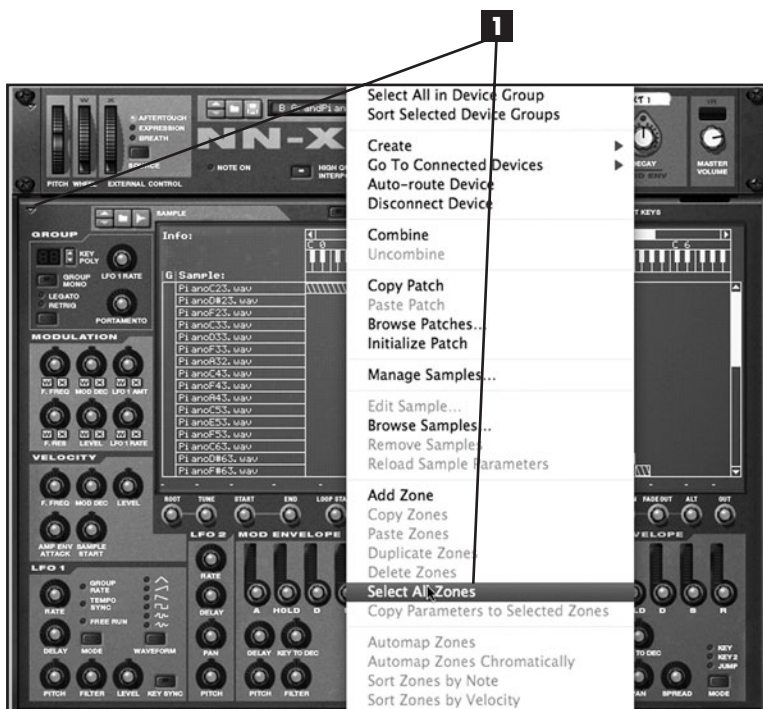 1
Select All in Device Group
Sort Selected Device Groups
Create
Go To Connected Devices
Auto-route Device
Disconnect Device
Combine
Uncombine
Copy Patch
Paste Patch
Browse Patches...
Initialize Patch
Manage Samples...
Edit Sample...
Browse Samples...
Remove Samples
Reload Sample Parameters
Add Zone
Copy Zones
Paste Zones
Duplicate Zones
Delete Zones
Select All Zones
Copy Parameters to Selected Zones
Automap Zones
Automap Zones Chromatically
Sort Zones by Note
Sort Zones by Velocity
W X
AFTERTOUCH
EXPRESSION
BREATH
SOURCE
PITCH WHEEL EXTERNAL CONTROL
NN-X
NOTE ON
DECAY
MASTER VOLUME
SAMPLE
T KEYS
GROUP
KEY POLY
LFO 1 RATE
GROUP MONO
LEGATO
RETRIG
PORTAMENTO
Info:
C 0
C 6
G Sample:
PianoC23.wav
PianoD#23.wav
PianoF23.wav
PianoC33.wav
PianoD33.wav
PianoF33.wav
PianoA32.wav
PianoC43.wav
PianoF43.wav
PianoA43.wav
PianoC53.wav
PianoE53.wav
PianoF53.wav
PianoC63.wav
PianoD#63.wav
PianoF#63.wav
MODULATION
F. FREQ MOD DEC LFO 1 AMT
F. RES LEVEL LFO 1 RATE
VELOCITY
F. FREQ MOD DEC LEVEL
AMP ENV ATTACK
SAMPLE START
ROOT TUNE START END LOOP STA
FADE OUT ALT OUT
LFO 1
RATE
GROUP RATE
TEMPO SYNC
FREE RUN
DELAY MODE WAVEFORM
PITCH FILTER LEVEL KEY SYNC
LFO 2
RATE
DELAY
PAN
PITCH
MOD ENVELOPE
A HOLD D
DELAY KEY TO DEC
PITCH FILTER
VELOPE
LD D S R
TO DEC
KEY
KEY 2
JUMP
AN SPREAD MODE